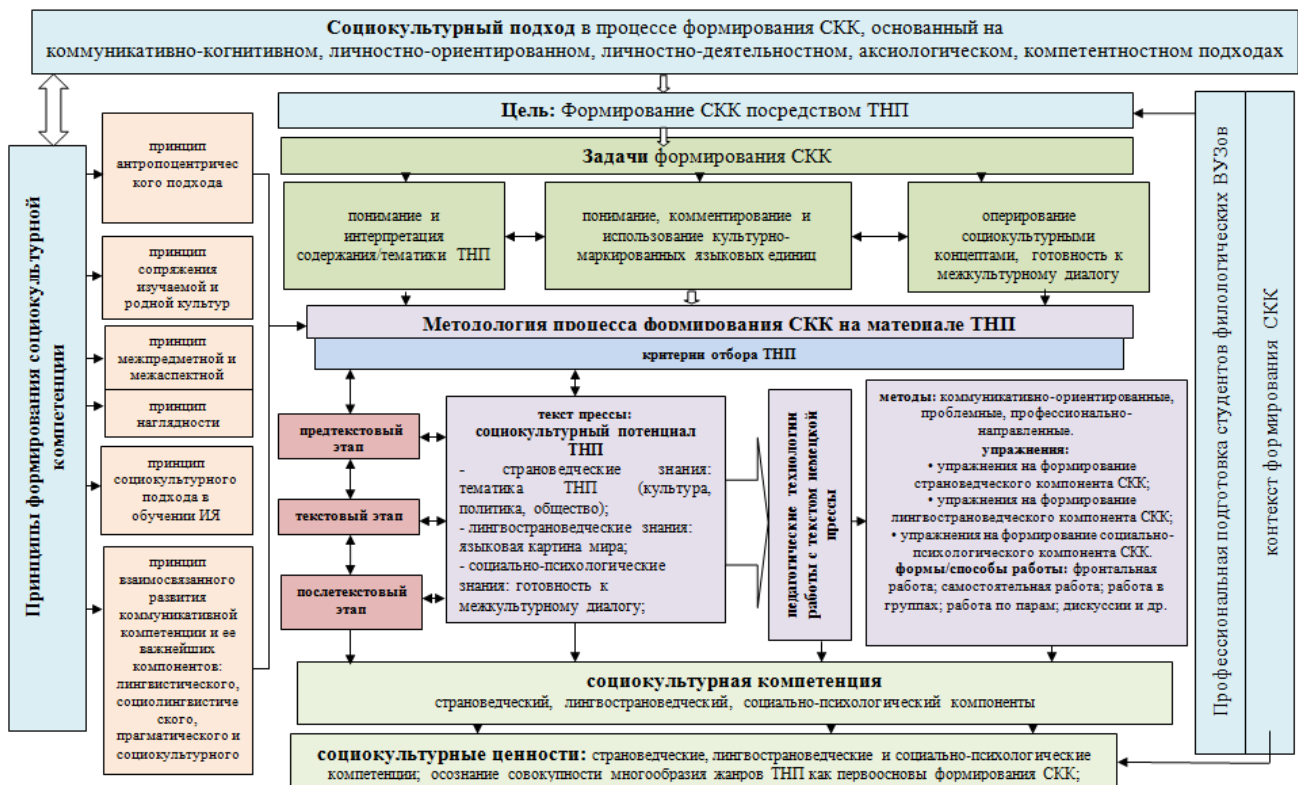 Социокультурный подход в процессе формирования СКК, основанный на
коммуникативно-когнитивном, личностно-ориентированном, личностно-деятельностном, аксиологическом, компетентностном подходах
Цель: Формирование СКК посредством ТНП
Задачи формирования СКК
понимание и
интерпретация
содержания/тематики ТНП
понимание, комментирование и
использование культурно-
маркированных языковых единиц
оперирование
социокультурными
концептами, готовность к
межкультурному диалогу
Принципы формирования социокультурной
компетенции
принцип
антропоцентричес
кого подхода
принцип
сопряжения
изучаемой и
родной культур
принцип
межпредметной и
межаспектной
принцип
наглядности
принцип
социокультурного
подхода в
обучении ИЯ
принцип
взаимосвязанного
развития
коммуникативной
компетенции и ее
важнейших
компонентов:
лингвистического,
социолингвистиче
ского,
прагматического и
социокультурного
Методология процесса формирования СКК на материале ТНП
критерии отбора ТНП
предтекстовый
этап
текстовый этап
послетекстовый
этап
текст прессы:
социокультурный потенциал
ТНП
- страноведческие знания:
тематика ТНП (культура,
политика, общество);
- лингвострановедческие знания:
языковая картина мира;
- социально-психологические
знания: готовность к
межкультурному диалогу;
педагогические технологии
работы с текстом немецкой
прессы
методы: коммуникативно-ориентированные,
проблемные, профессионально-
направленные.
упражнения:
• упражнения на формирование
страноведческого компонента СКК;
• упражнения на формирование
лингвострановедческого компонента СКК;
• упражнения на формирование социально-
психологического компонента СКК.
формы/способы работы: фронтальная
работа; самостоятельная работа; работа в
группах; работа по парам; дискуссии и др.
социокультурная компетенция
страноведческий, лингвострановедческий, социально-психологический компоненты
социокультурные ценности: страноведческие, лингвострановедческие и социально-психологические
компетенции; осознание совокупности многообразия жанров ТНП как первоосновы формирования СКК;
Профессиональная подготовка студентов филологических ВУЗов
контекст формирования СКК